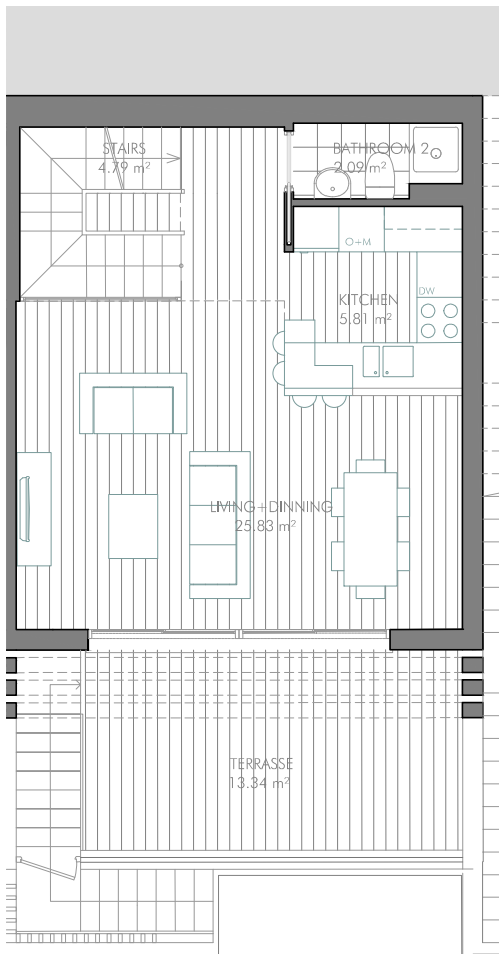 STAIRS
4.79 m²
BATHROOM 2
2.09 m²
O+M
KITCHEN
5.81 m²
DW
LIVING+DINNING
25.83 m²
TERRASSE
13.34 m²